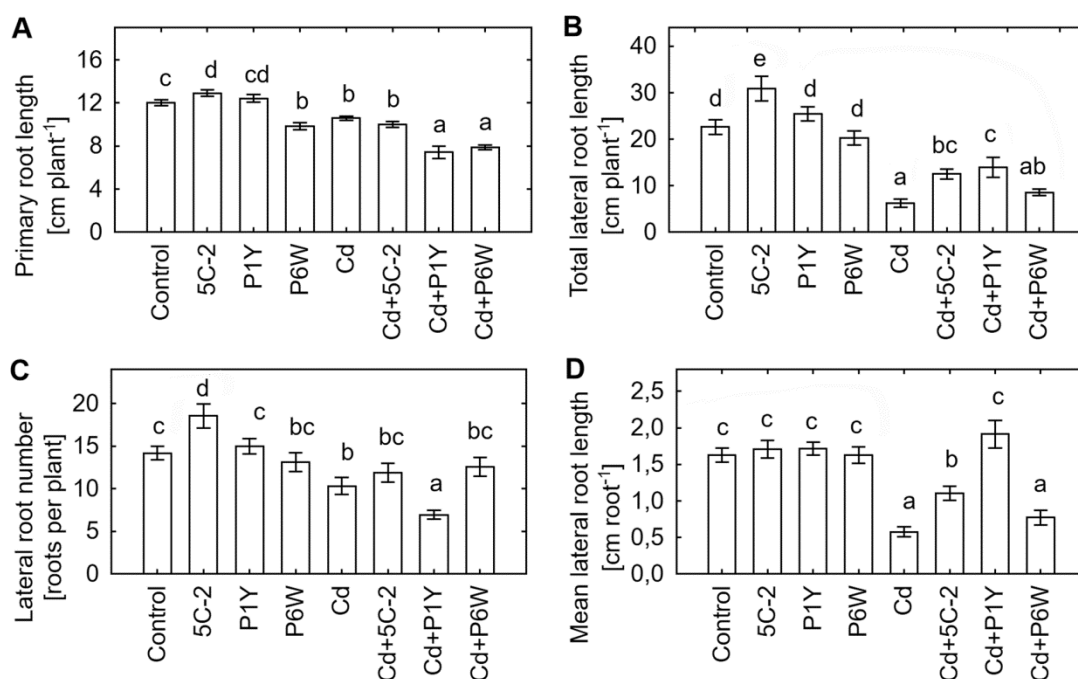 A
Primary root length
[cm plant⁻¹]
16
12
8
4
0
c
d
cd
b
b
b
a
a
Control
5C-2
P1Y
P6W
Cd
Cd+5C-2
Cd+P1Y
Cd+P6W
B
Total lateral root length
[cm plant⁻¹]
40
30
20
10
0
d
e
d
d
a
bc
c
ab
Control
5C-2
P1Y
P6W
Cd
Cd+5C-2
Cd+P1Y
Cd+P6W
C
Lateral root number
[roots per plant]
20
15
10
5
0
c
d
c
bc
b
bc
a
bc
Control
5C-2
P1Y
P6W
Cd
Cd+5C-2
Cd+P1Y
Cd+P6W
D
Mean lateral root length
[cm root⁻¹]
2,5
2,0
1,5
1,0
0,5
0,0
c
c
c
c
a
b
c
a
Control
5C-2
P1Y
P6W
Cd
Cd+5C-2
Cd+P1Y
Cd+P6W